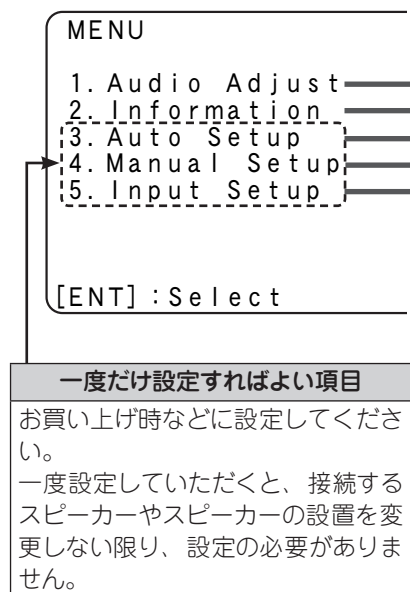 MENU
1. Audio Adjust
2. Information
3. Auto Setup
4. Manual Setup
5. Input Setup
[ENT] : Select
一度だけ設定すればよい項目
お買い上げ時などに設定してくださ
い。
一度設定していただくと、接続する
スピーカーやスピーカーの設置を変
更しない限り、設定の必要がありま
せん。